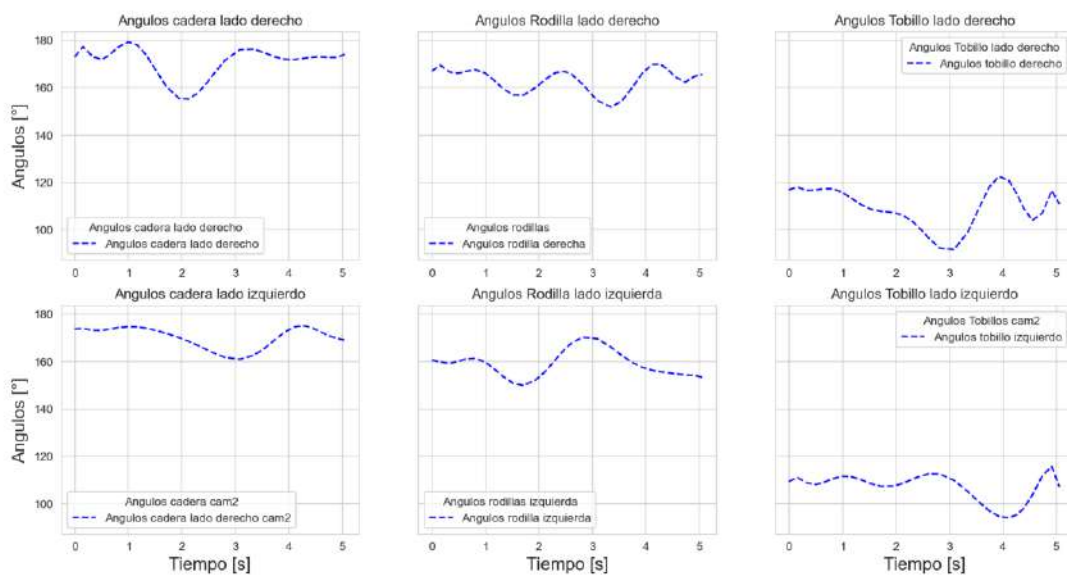 Angulos cadera lado derecho
Angulos Rodilla lado derecho
Angulos Tobillo lado derecho
180
160
140
120
100
Angulos [°]
Angulos cadera lado derecho
Angulos cadera lado derecho
Angulos rodillas
Angulos rodilla derecha
Angulos Tobillo lado derecho
Angulos tobillo derecho
0 1 2 3 4 5
0 1 2 3 4 5
0 1 2 3 4 5
Angulos cadera lado izquierdo
Angulos Rodilla lado izquierda
Angulos Tobillo lado izquierdo
180
160
140
120
100
Angulos [°]
Angulos cadera cam2
Angulos cadera lado derecho cam2
Angulos rodillas izquierda
Angulos rodilla izquierda
Angulos Tobillos cam2
Angulos tobillo izquierdo
0 1 2 3 4 5
0 1 2 3 4 5
0 1 2 3 4 5
Tiempo [s]
Tiempo [s]
Tiempo [s]